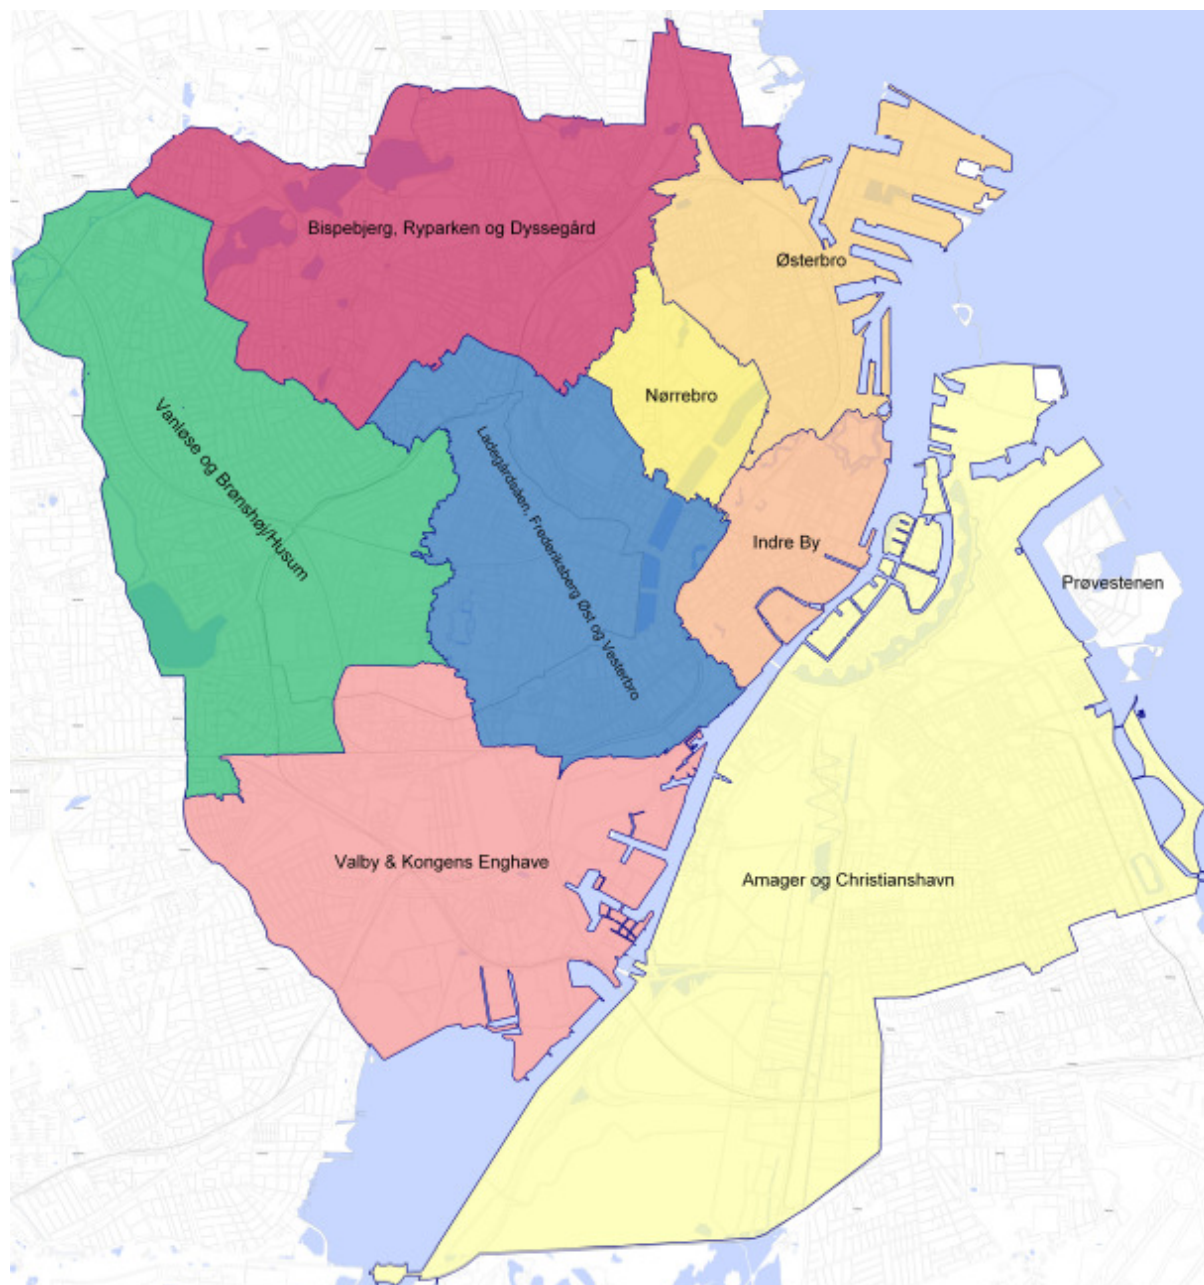 Bispebjerg, Ryparken og Dyssegård
Østerbro
Nørrebro
Vanløse og Brønshøj/Husum
Ladegårdsåen, Frederiksberg Øst og Vesterbro
Indre By
Prøvestenen
Valby & Kongens Enghave
Amager og Christianshavn